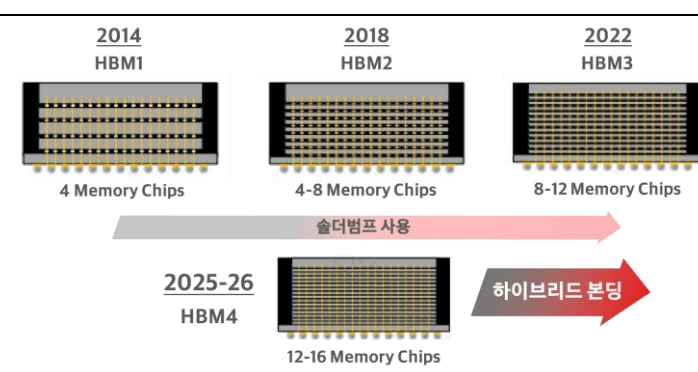 2014
HBM1
4 Memory Chips
2018
HBM2
4-8 Memory Chips
2022
HBM3
8-12 Memory Chips
솔더범프 사용
2025-26
HBM4
12-16 Memory Chips
하이브리드 본딩